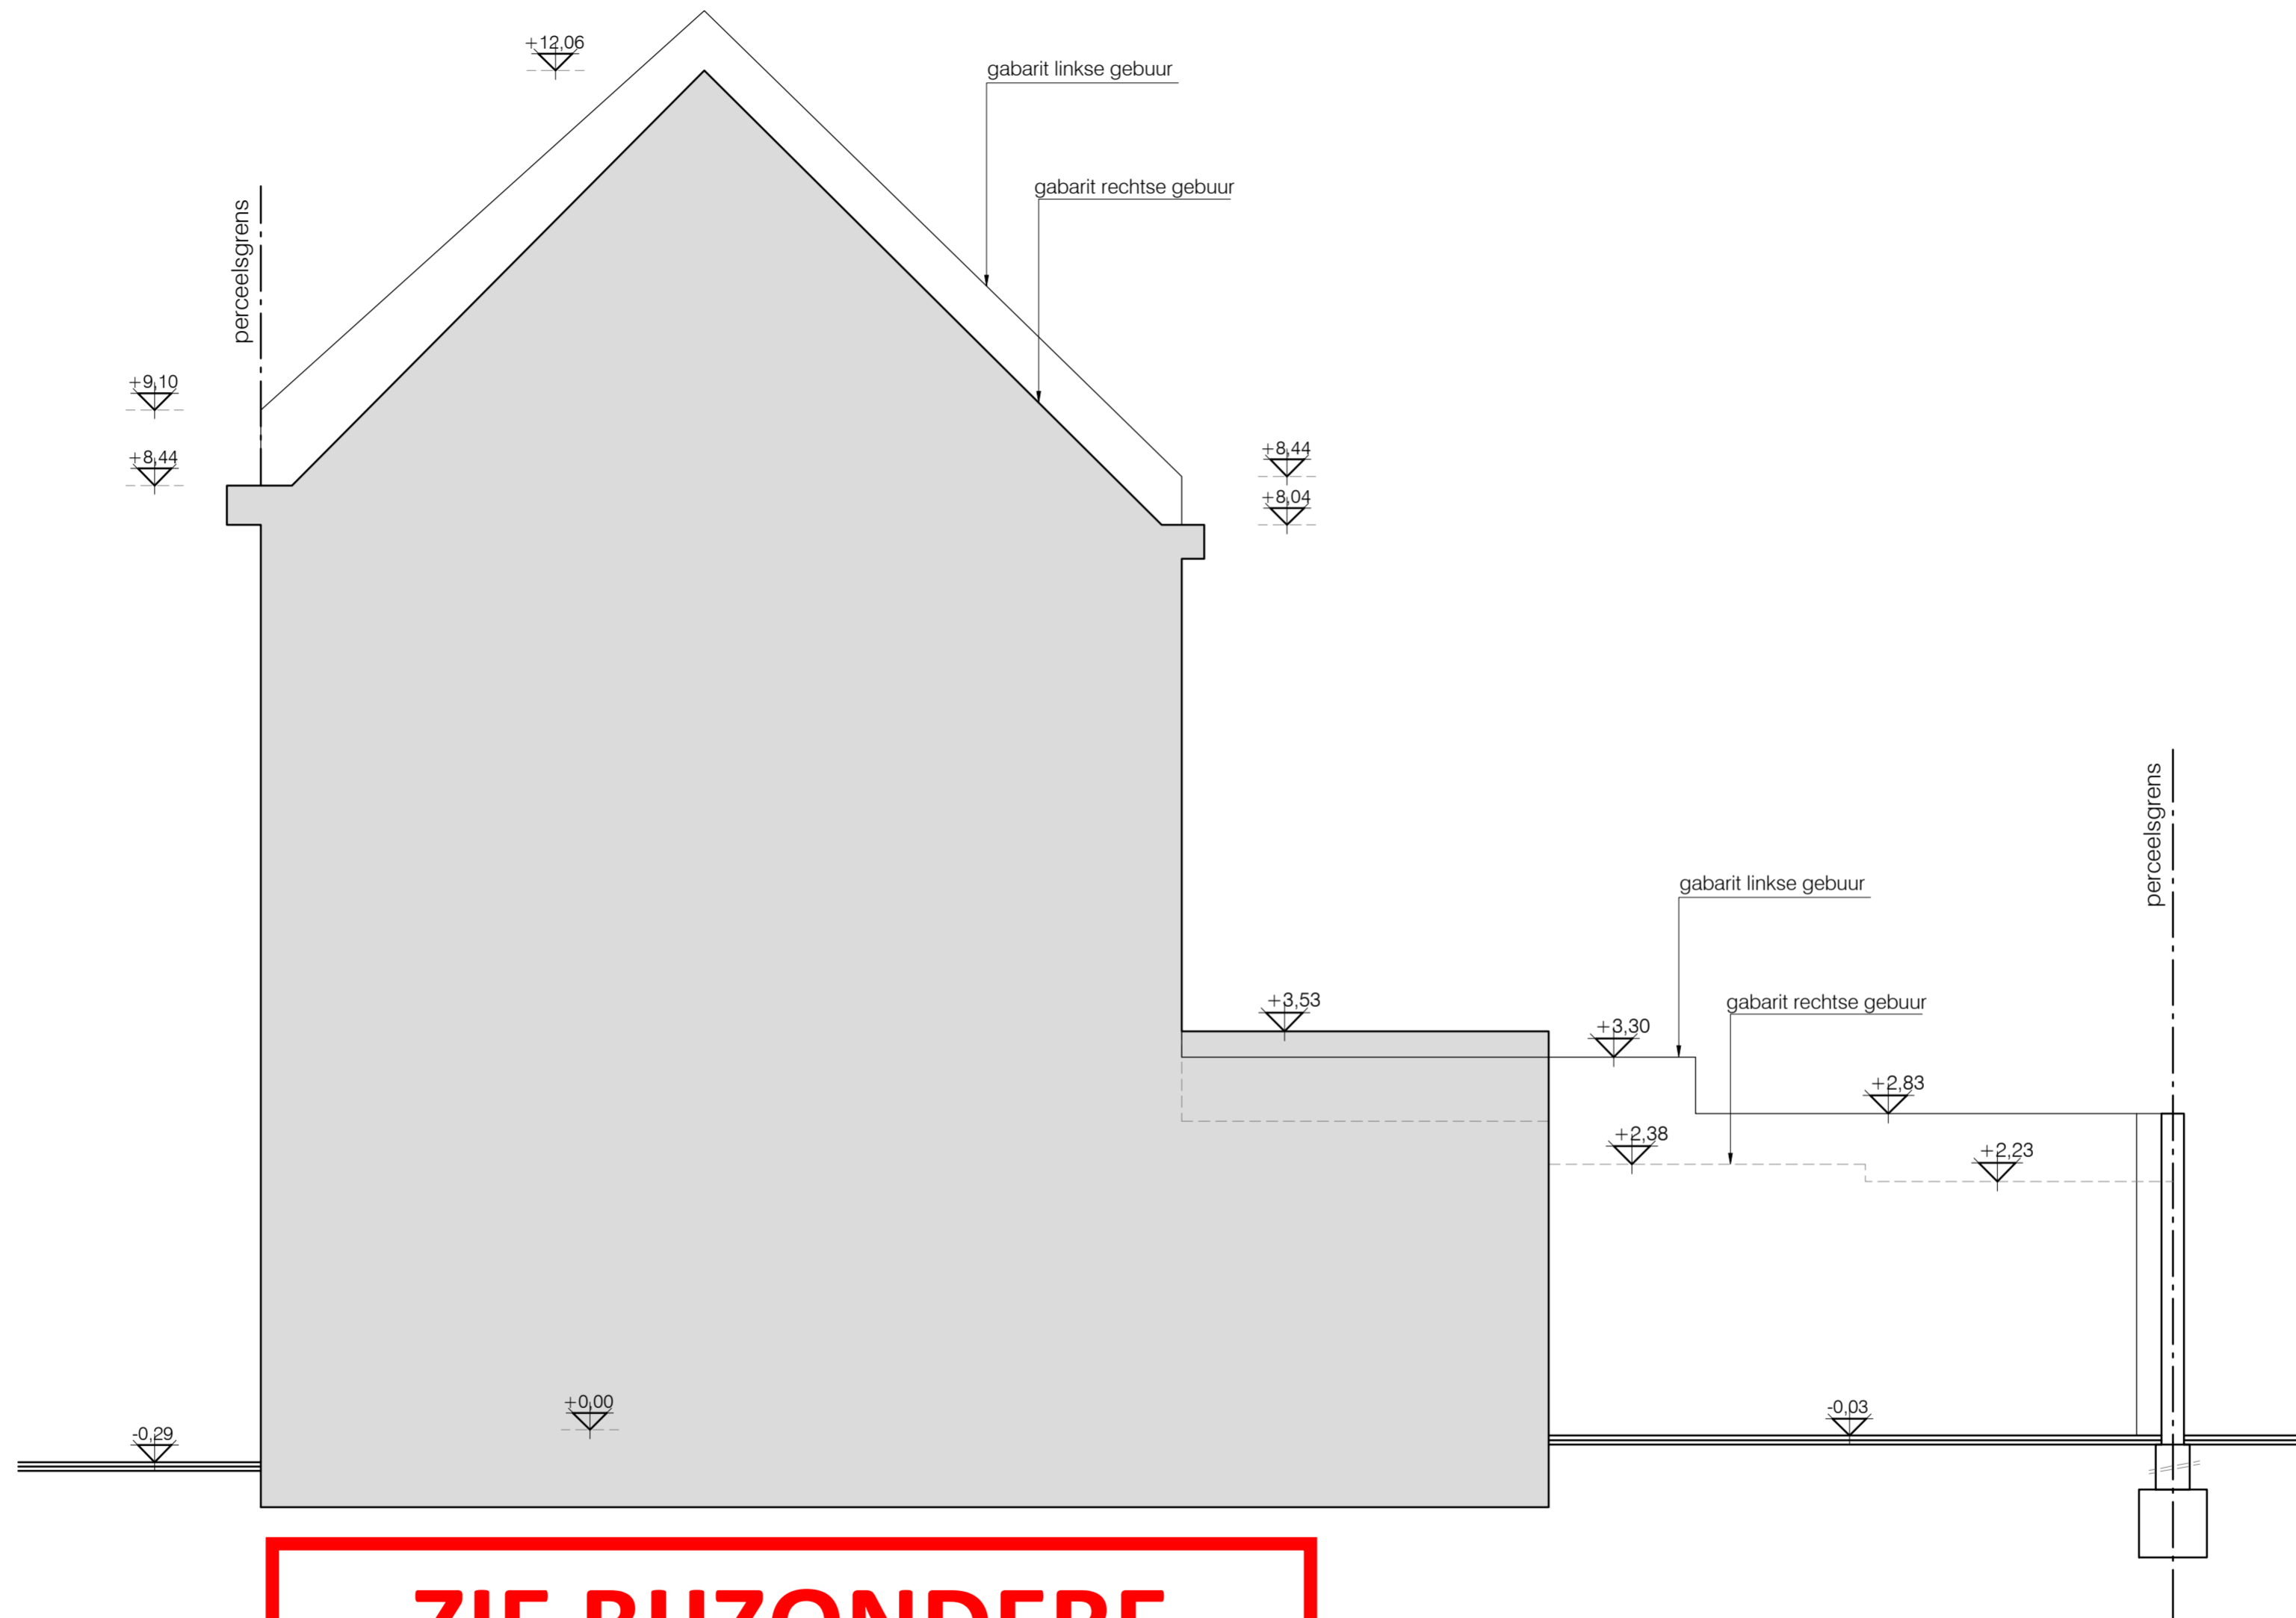 +12,06
gabarit linkse gebuur
gabarit rechtse gebuur
perceelsgrens
+9,10
+8,44
+8,44
+8,04
perceelsgrens
gabarit linkse gebuur
+3,53
gabarit rechtse gebuur
+3,30
+2,83
+2,38
+2,23
+0,00
-0,03
-0,29
ZIE BIJZONDERE